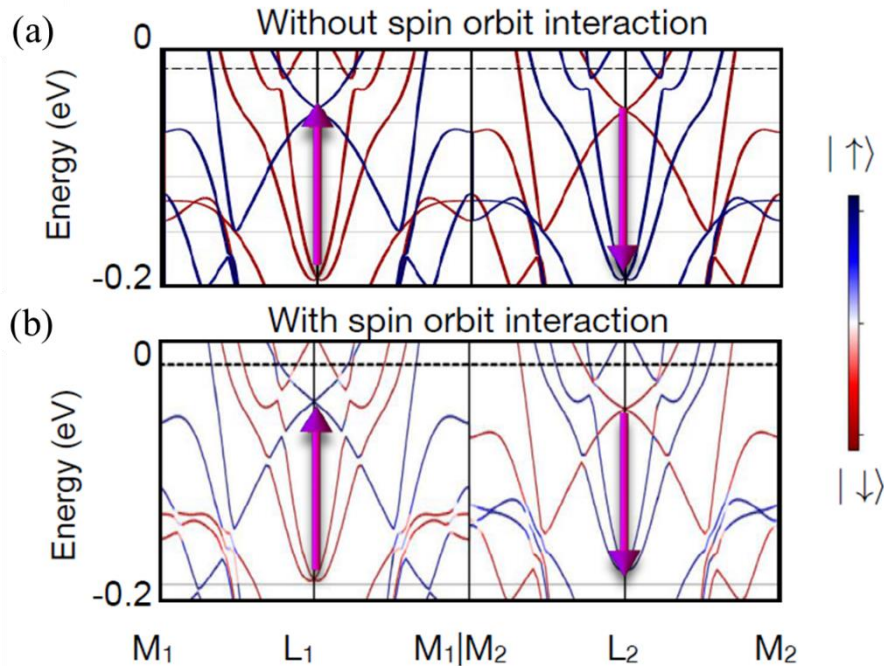 (a)
Without spin orbit interaction
0
Energy (eV)
-0.2
|↑⟩
(b)
With spin orbit interaction
0
Energy (eV)
-0.2
|↓⟩
M₁ L₁ M₁|M₂ L₂ M₂